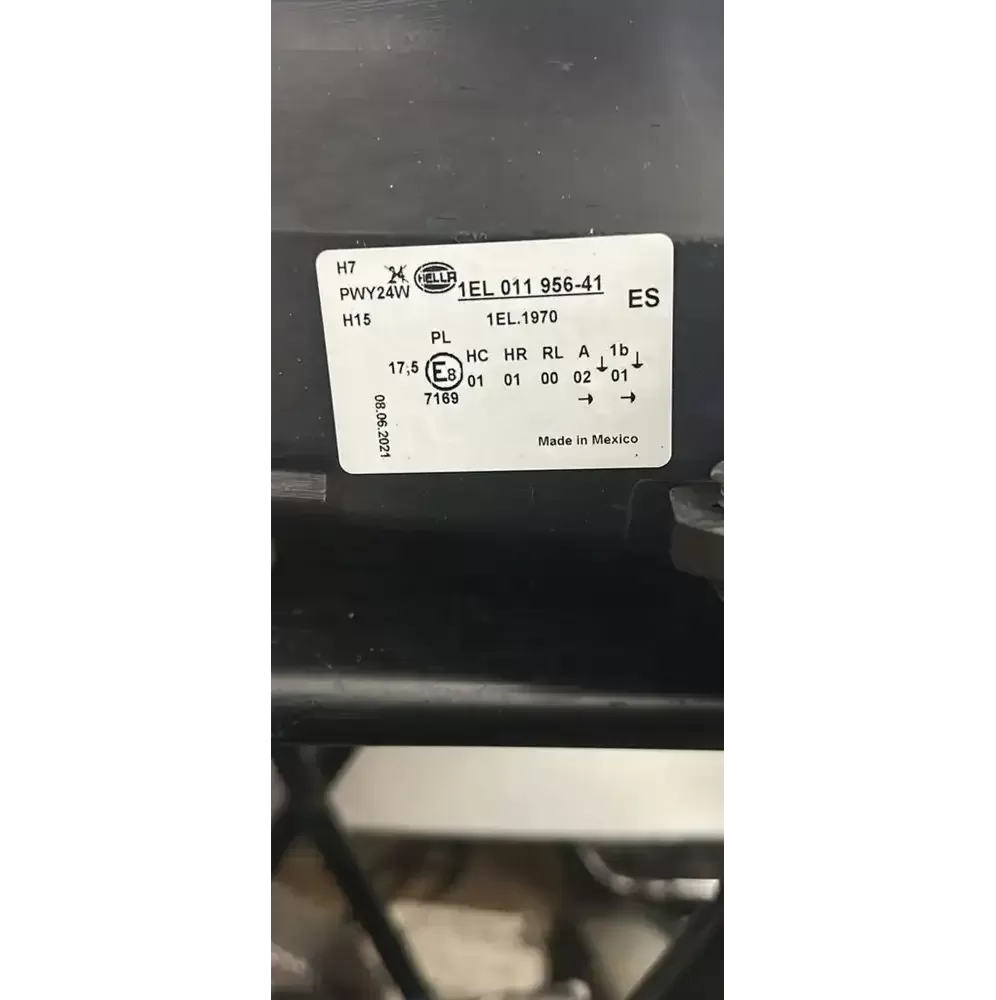 H7
24 HELLA 1EL 011 956-41 ES
PWY24W
H15 1EL.1970
PL
HC HR RL A ↓ 1b ↓
17,5 E8 01 01 00 02 01
7169 → →
08.06.2021
Made in Mexico